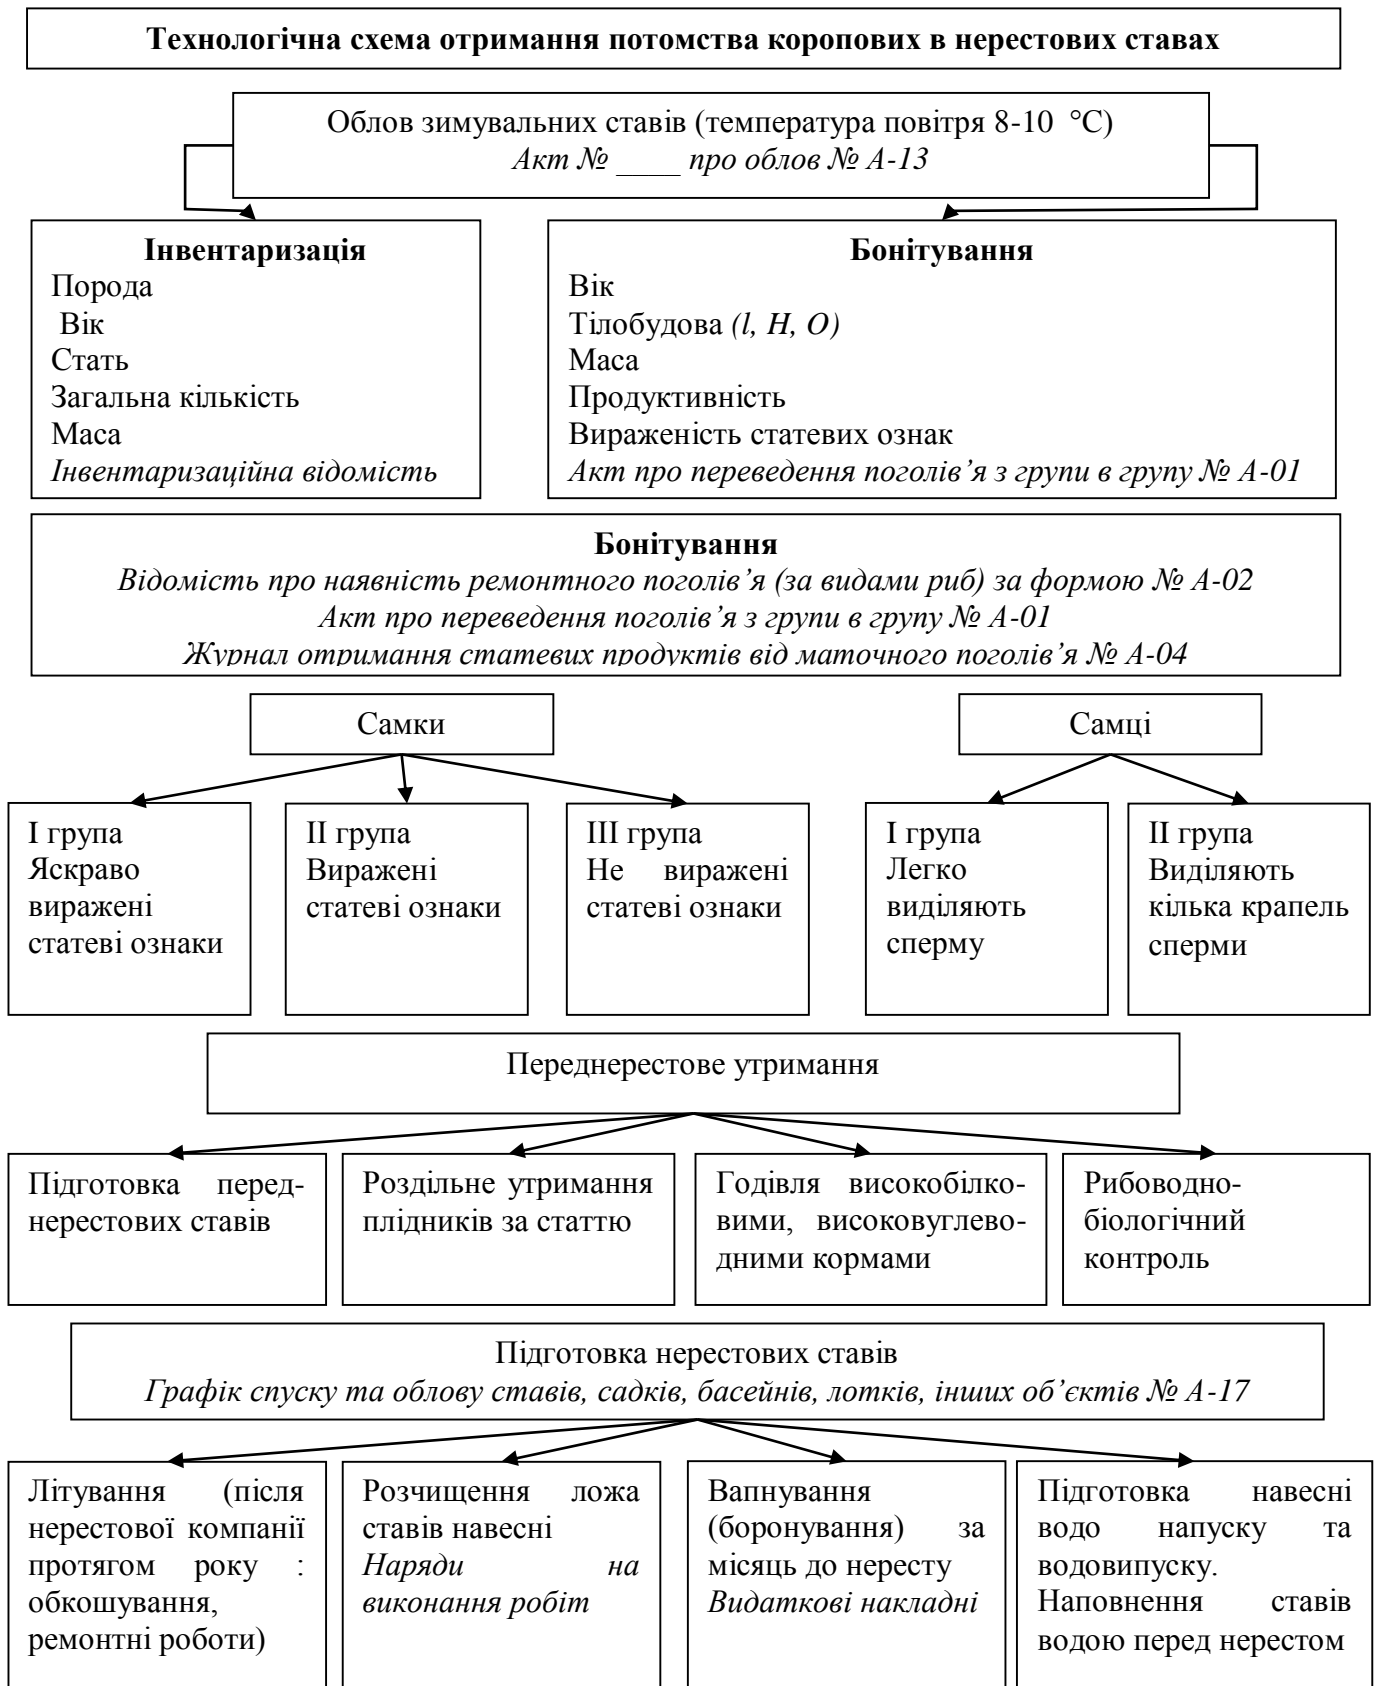 Технологічна схема отримання потомства коропових в нерестових ставах
Облов зимувальних ставів (температура повітря 8-10 °С)
Акт № ____ про облов № А-13
Інвентаризація
Порода
Вік
Стать
Загальна кількість
Маса
Інвентаризаційна відомість
Бонітування
Вік
Тілобудова (l, H, O)
Маса
Продуктивність
Вираженість статевих ознак
Акт про переведення поголів’я з групи в групу № А-01
Бонітування
Відомість про наявність ремонтного поголів’я (за видами риб) за формою № А-02
Акт про переведення поголів’я з групи в групу № А-01
Журнал отримання статевих продуктів від маточного поголів’я № А-04
Самки
Самці
І група
Яскраво
виражені
статеві ознаки
ІІ група
Виражені
статеві ознаки
ІІІ група
Не виражені
статеві ознаки
І група
Легко
виділяють
сперму
ІІ група
Виділяють
кілька крапель
сперми
Переднерестове утримання
Підготовка перед-
нерестових ставів
Роздільне утримання
плідників за статтю
Годівля високобілко-
вими, високовуглево-
дними кормами
Рибоводно-
біологічний
контроль
Підготовка нерестових ставів
Графік спуску та облову ставів, садків, басейнів, лотків, інших об’єктів № А-17
Літування (після
нерестової компанії
протягом року :
обкошування,
ремонтні роботи)
Розчищення ложа
ставів навесні
Наряди на
виконання робіт
Вапнування
(боронування) за
місяць до нересту
Видаткові накладні
Підготовка навесні
водо напуску та
водовипуску.
Наповнення ставів
водою перед нерестом